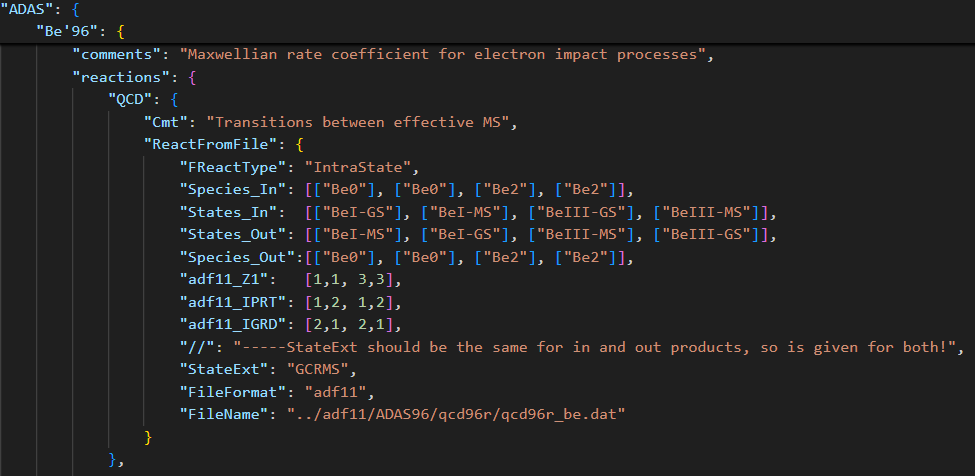 "ADAS": {
"Be'96": {
"comments": "Maxwellian rate coefficient for electron impact processes",
"reactions": {
"QCD": {
"Cmt": "Transitions between effective MS",
"ReactFromFile": {
"FReactType": "IntraState",
"Species_In": [["Be0"], ["Be0"], ["Be2"], ["Be2"]],
"States_In":  [["BeI-GS"], ["BeI-MS"], ["BeIII-GS"], ["BeIII-MS"]],
"States_Out": [["BeI-MS"], ["BeI-GS"], ["BeIII-MS"], ["BeIII-GS"]],
"Species_Out":[["Be0"], ["Be0"], ["Be2"], ["Be2"]],
"adf11_Z1":   [1,1, 3,3],
"adf11_IPRT": [1,2, 1,2],
"adf11_IGRD": [2,1, 2,1],
"//": "-----StateExt should be the same for in and out products, so is given for both!",
"StateExt": "GCRMS",
"FileFormat": "adf11",
"FileName": "../adf11/ADAS96/qcd96r/qcd96r_be.dat"
}
},